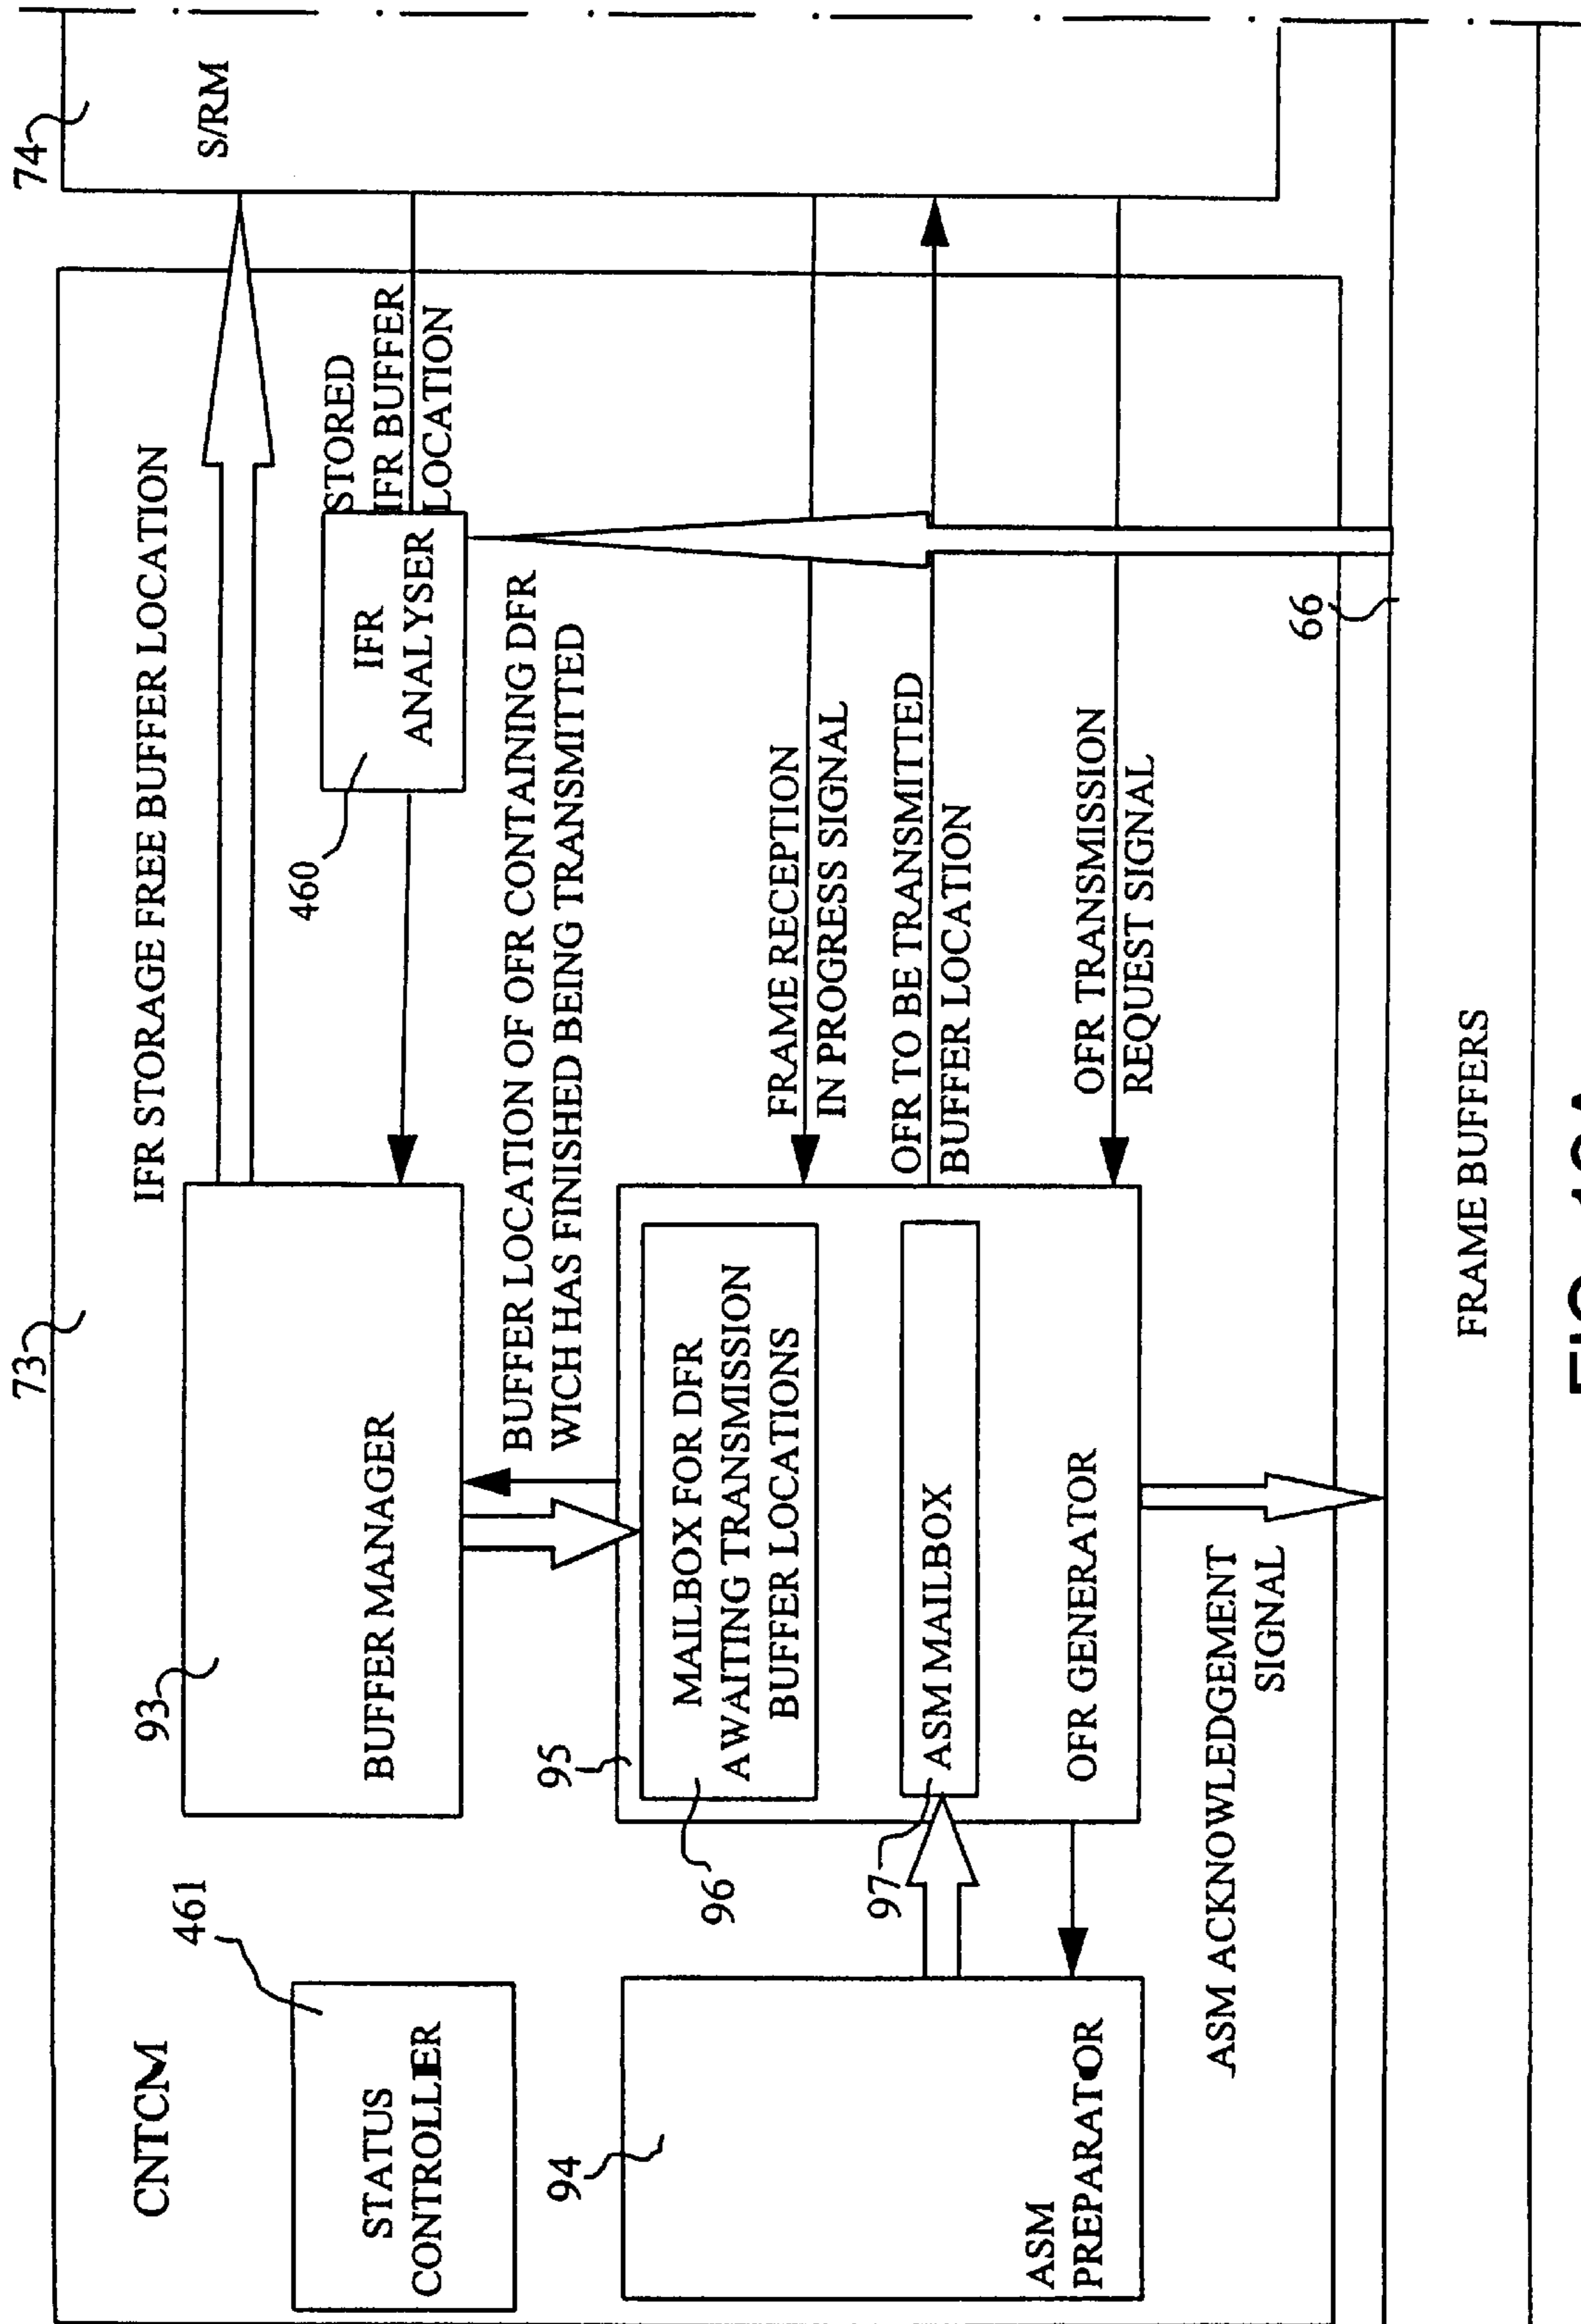 73
74
CNTCM
S/RM
IFR STORAGE FREE BUFFER LOCATION
93
BUFFER MANAGER
461
STATUS
CONTROLLER
460
IFR
ANALYSER
STORED
IFR BUFFER
LOCATION
BUFFER LOCATION OF OFR CONTAINING DFR
WICH HAS FINISHED BEING TRANSMITTED
95
94
96
MAILBOX FOR DFR
AWAITING TRANSMISSION
BUFFER LOCATIONS
97
ASM MAILBOX
OFR GENERATOR
ASM
PREPARATOR
FRAME RECEPTION
IN PROGRESS SIGNAL
OFR TO BE TRANSMITTED
BUFFER LOCATION
OFR TRANSMISSION
REQUEST SIGNAL
ASM ACKNOWLEDGEMENT
SIGNAL
66
FRAME BUFFERS